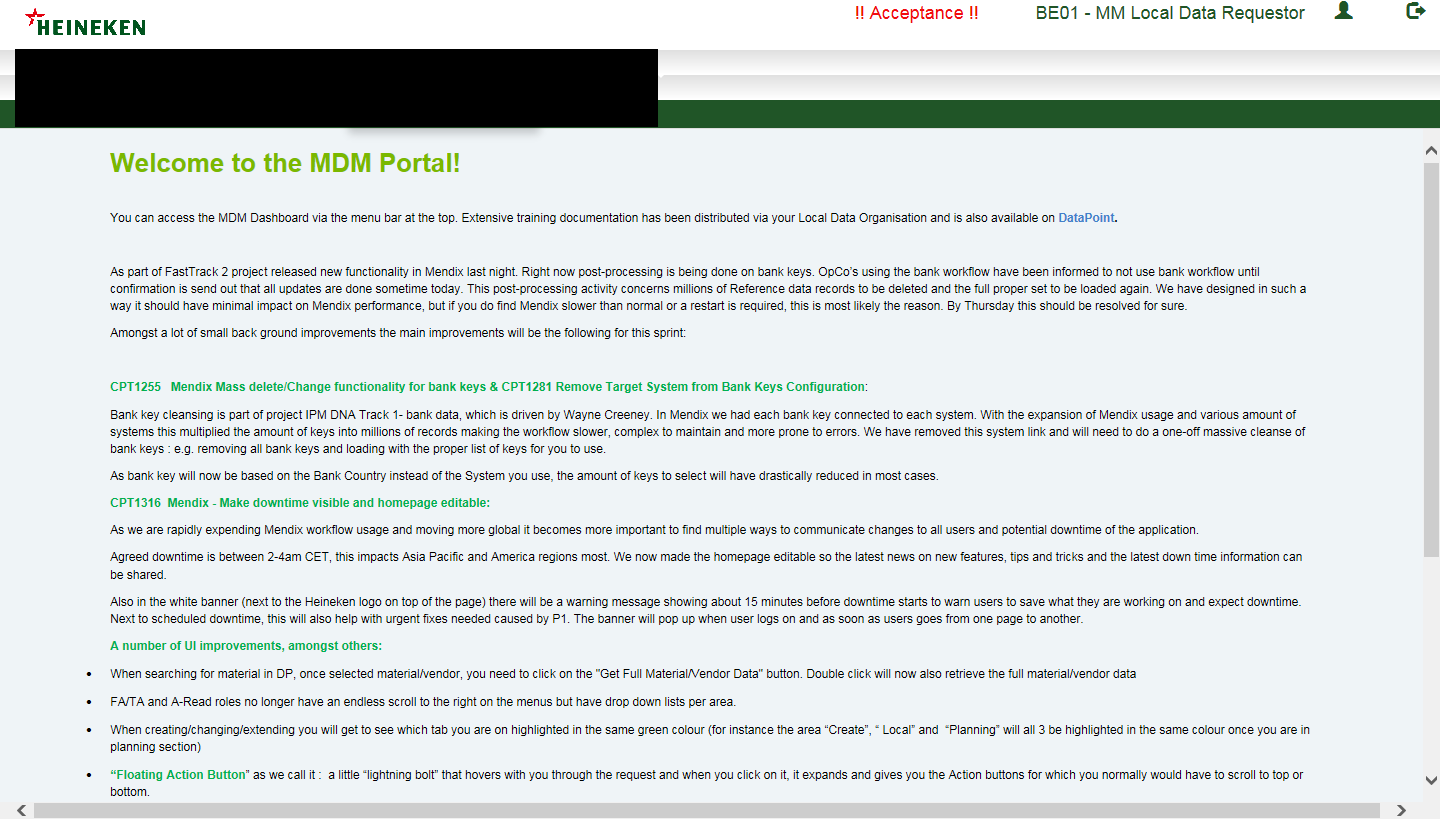 HEINEKEN
!! Acceptance !!
BE01 - MM Local Data Requestor
Welcome to the MDM Portal!
You can access the MDM Dashboard via the menu bar at the top. Extensive training documentation has been distributed via your Local Data Organisation and is also available on DataPoint.
As part of FastTrack 2 project released new functionality in Mendix last night. Right now post-processing is being done on bank keys. OpCo's using the bank workflow have been informed to not use bank workflow until
confirmation is send out that all updates are done sometime today. This post-processing activity concerns millions of Reference data records to be deleted and the full proper set to be loaded again. We have designed in such a
way it should have minimal impact on Mendix performance, but if you do find Mendix slower than normal or a restart is required, this is most likely the reason. By Thursday this should be resolved for sure.
Amongst a lot of small back ground improvements the main improvements will be the following for this sprint:
CPT1255   Mendix Mass delete/Change functionality for bank keys & CPT1281 Remove Target System from Bank Keys Configuration:
Bank key cleansing is part of project IPM DNA Track 1- bank data, which is driven by Wayne Creeney. In Mendix we had each bank key connected to each system. With the expansion of Mendix usage and various amount of
systems this multiplied the amount of keys into millions of records making the workflow slower, complex to maintain and more prone to errors. We have removed this system link and will need to do a one-off massive cleanse of
bank keys : e.g. removing all bank keys and loading with the proper list of keys for you to use.
As bank key will now be based on the Bank Country instead of the System you use, the amount of keys to select will have drastically reduced in most cases.
CPT1316  Mendix - Make downtime visible and homepage editable:
As we are rapidly expending Mendix workflow usage and moving more global it becomes more important to find multiple ways to communicate changes to all users and potential downtime of the application.
Agreed downtime is between 2-4am CET, this impacts Asia Pacific and America regions most. We now made the homepage editable so the latest news on new features, tips and tricks and the latest down time information can
be shared.
Also in the white banner (next to the Heineken logo on top of the page) there will be a warning message showing about 15 minutes before downtime starts to warn users to save what they are working on and expect downtime.
Next to scheduled downtime, this will also help with urgent fixes needed caused by P1. The banner will pop up when user logs on and as soon as users goes from one page to another.
A number of UI improvements, amongst others:
• When searching for material in DP, once selected material/vendor, you need to click on the "Get Full Material/Vendor Data" button. Double click will now also retrieve the full material/vendor data
• FA/TA and A-Read roles no longer have an endless scroll to the right on the menus but have drop down lists per area.
• When creating/changing/extending you will get to see which tab you are on highlighted in the same green colour (for instance the area “Create”, “ Local” and  “Planning” will all 3 be highlighted in the same colour once you are in
planning section)
• “Floating Action Button” as we call it :  a little “lightning bolt” that hovers with you through the request and when you click on it, it expands and gives you the Action buttons for which you normally would have to scroll to top or
bottom.